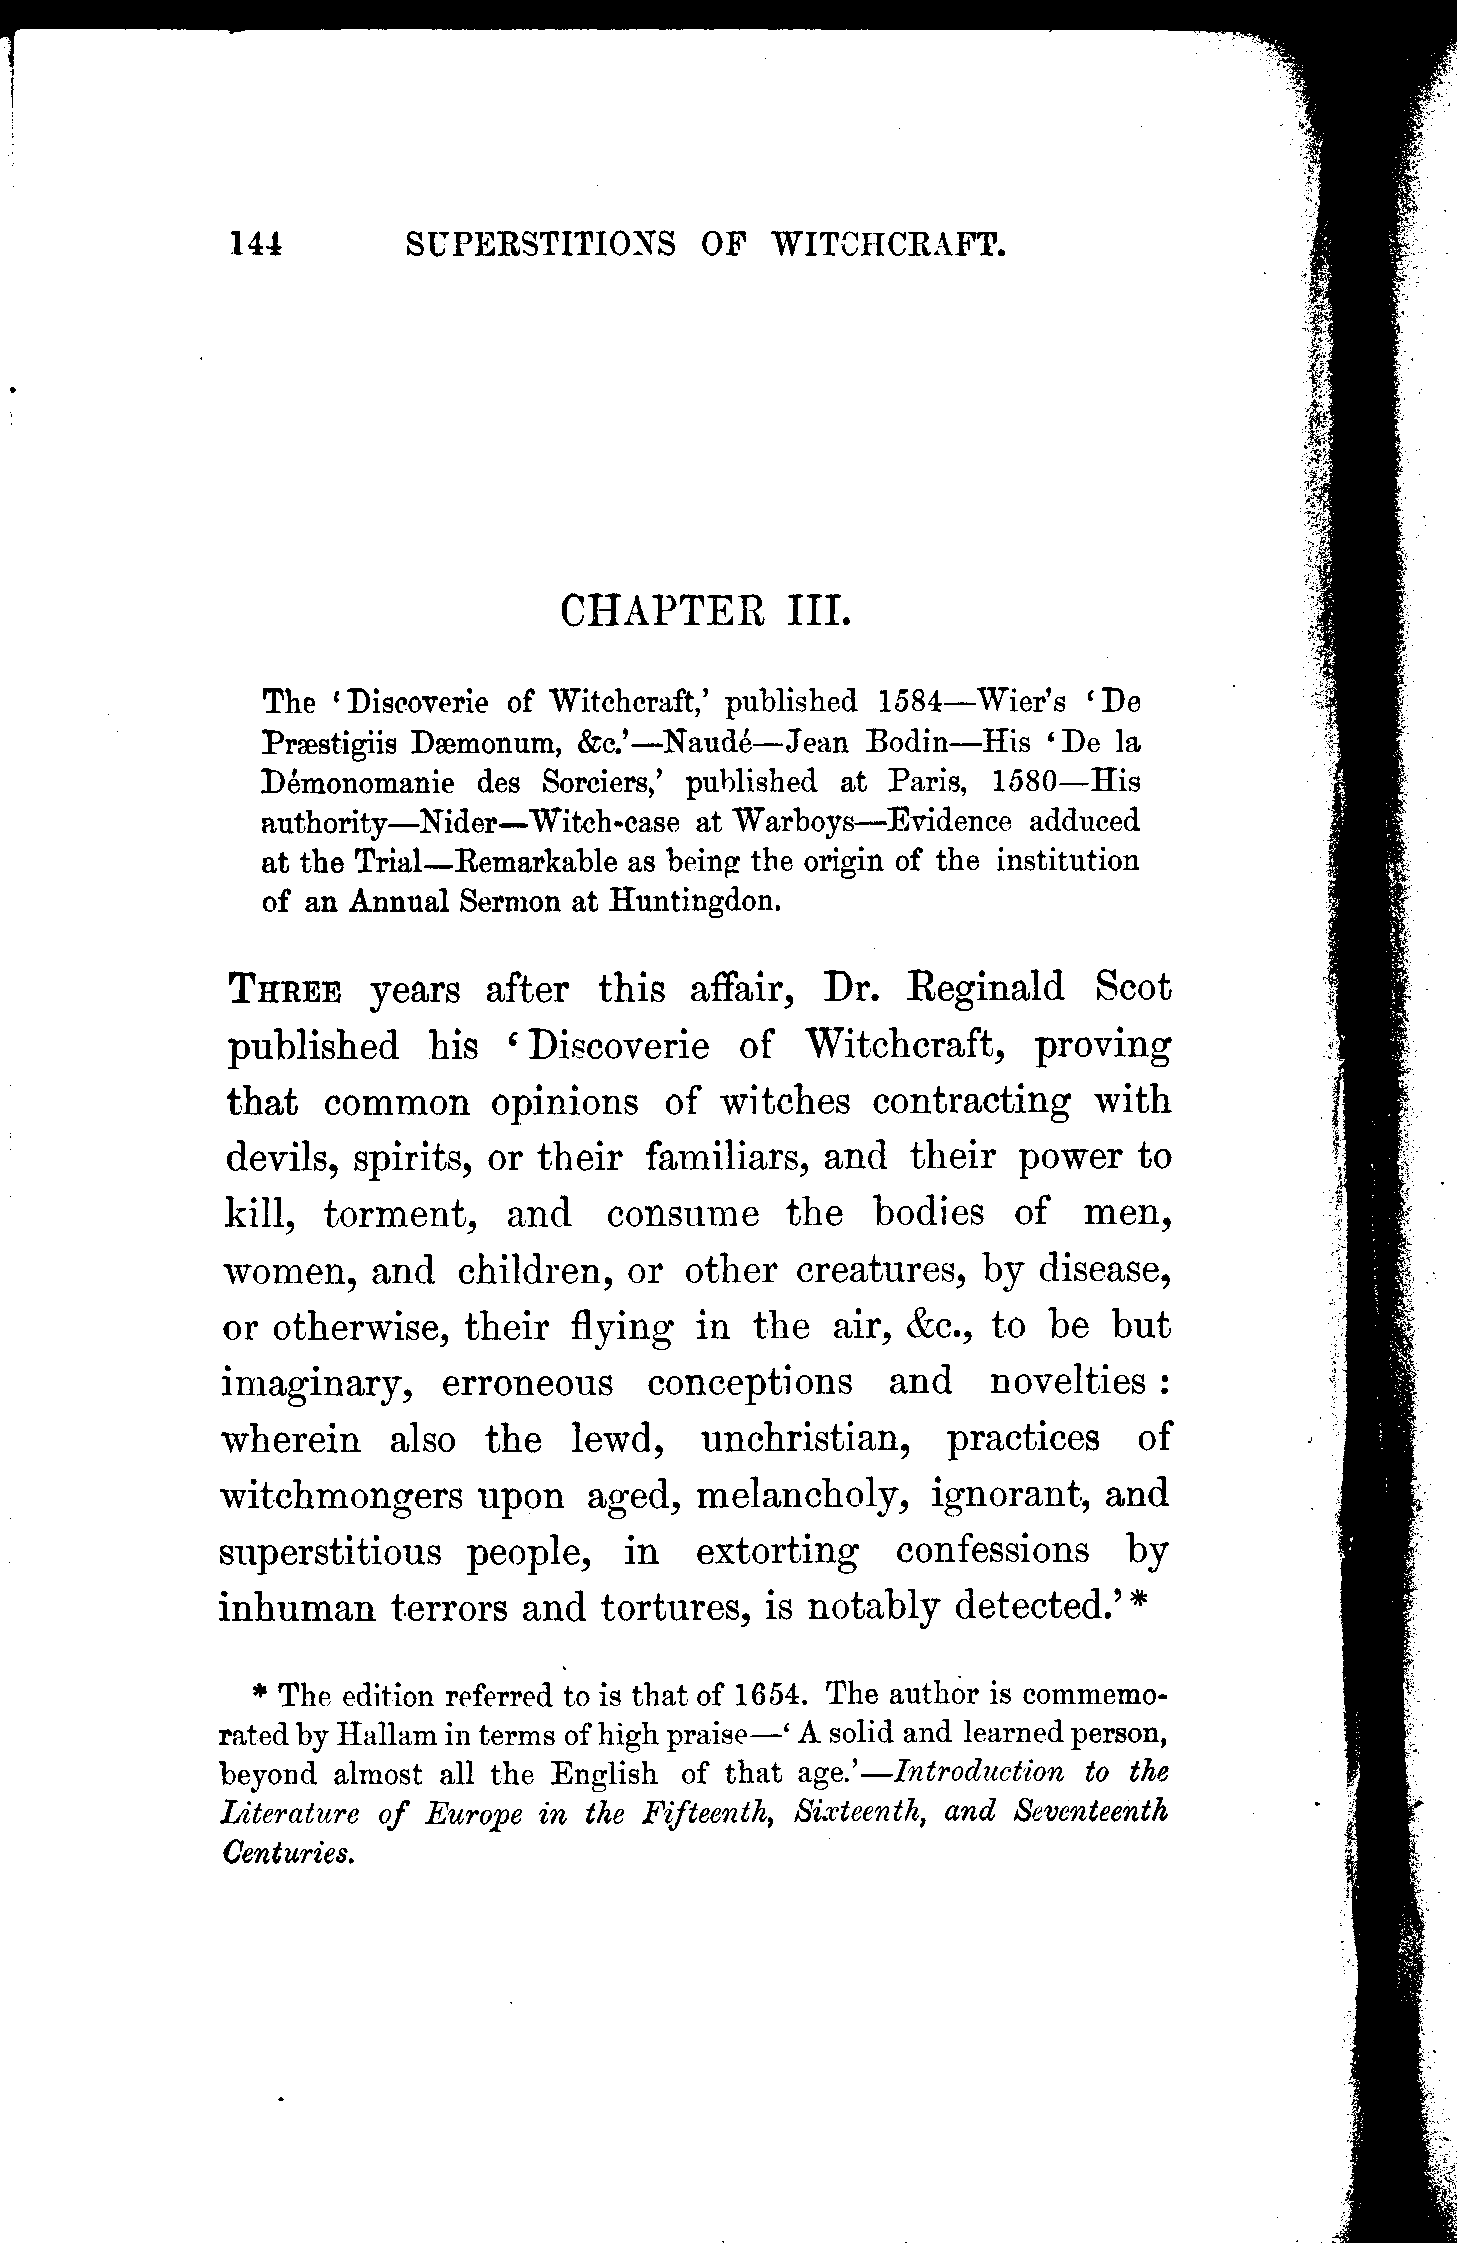 144 SUPERSTITIONS OF WITCHCRAFT.
CHAPTER III.
The ‘Discoverie of Witchcraft,’ published 1584—Wier’s ‘De
Præstigiis Dæmonum, &c.’—Naudé—Jean Bodin—His ‘De la
Démonomanie des Sorciers,’ published at Paris, 1580—His
authority—Nider—Witch-case at Warboys—Evidence adduced
at the Trial—Remarkable as being the origin of the institution
of an Annual Sermon at Huntingdon.
THREE years after this affair, Dr. Reginald Scot
published his ‘Discoverie of Witchcraft, proving
that common opinions of witches contracting with
devils, spirits, or their familiars, and their power to
kill, torment, and consume the bodies of men,
women, and children, or other creatures, by disease,
or otherwise, their flying in the air, &c., to be but
imaginary, erroneous conceptions and novelties :
wherein also the lewd, unchristian, practices of
witchmongers upon aged, melancholy, ignorant, and
superstitious people, in extorting confessions by
inhuman terrors and tortures, is notably detected.’*
* The edition referred to is that of 1654. The author is commemo-
rated by Hallam in terms of high praise—‘A solid and learned person,
beyond almost all the English of that age.’—Introduction to the
Literature of Europe in the Fifteenth, Sixteenth, and Seventeenth
Centuries.